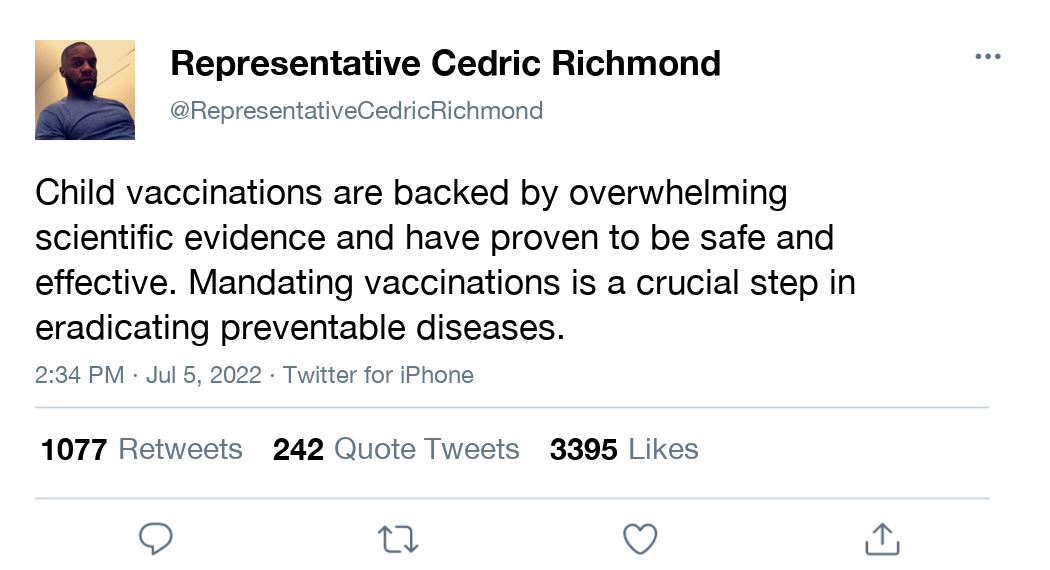 Representative Cedric Richmond
@RepresentativeCedricRichmond
Child vaccinations are backed by overwhelming
scientific evidence and have proven to be safe and
effective. Mandating vaccinations is a crucial step in
eradicating preventable diseases.
2:34 PM · Jul 5, 2022 · Twitter for iPhone
1077 Retweets 242 Quote Tweets 3395 Likes